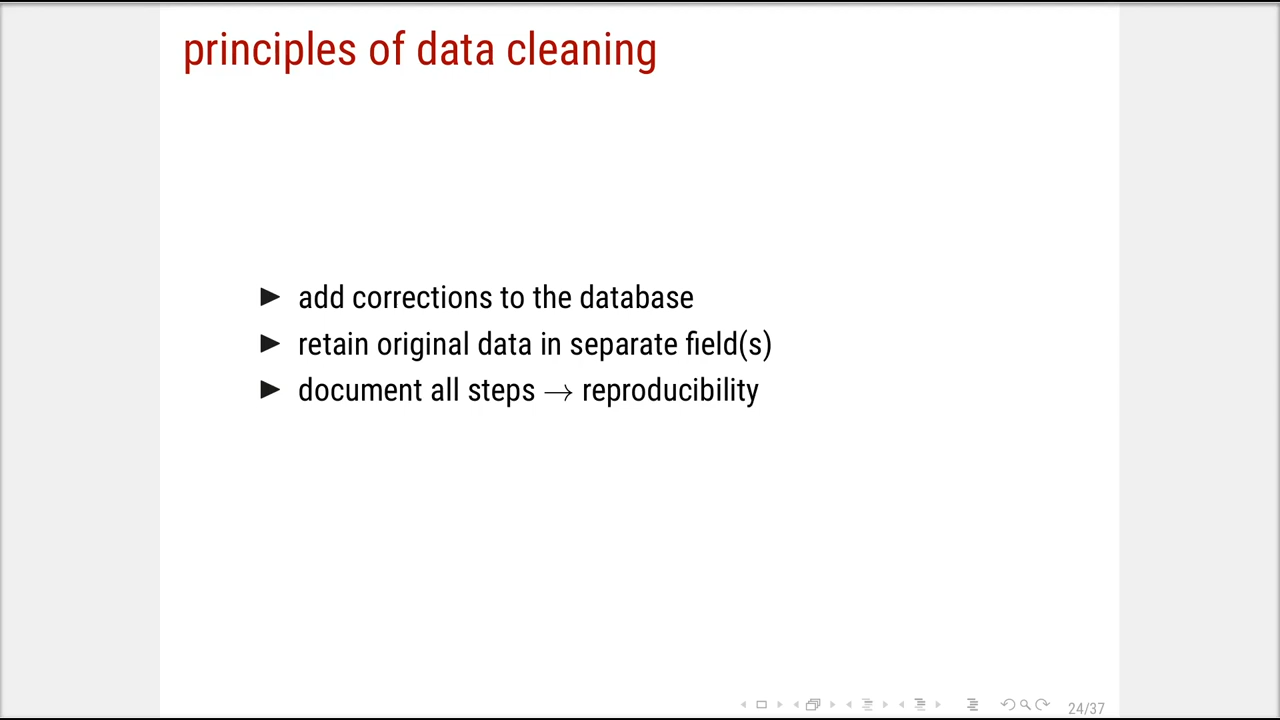 principles of data cleaning
▶ add corrections to the database
▶ retain original data in separate field(s)
▶ document all steps → reproducibility
24/37